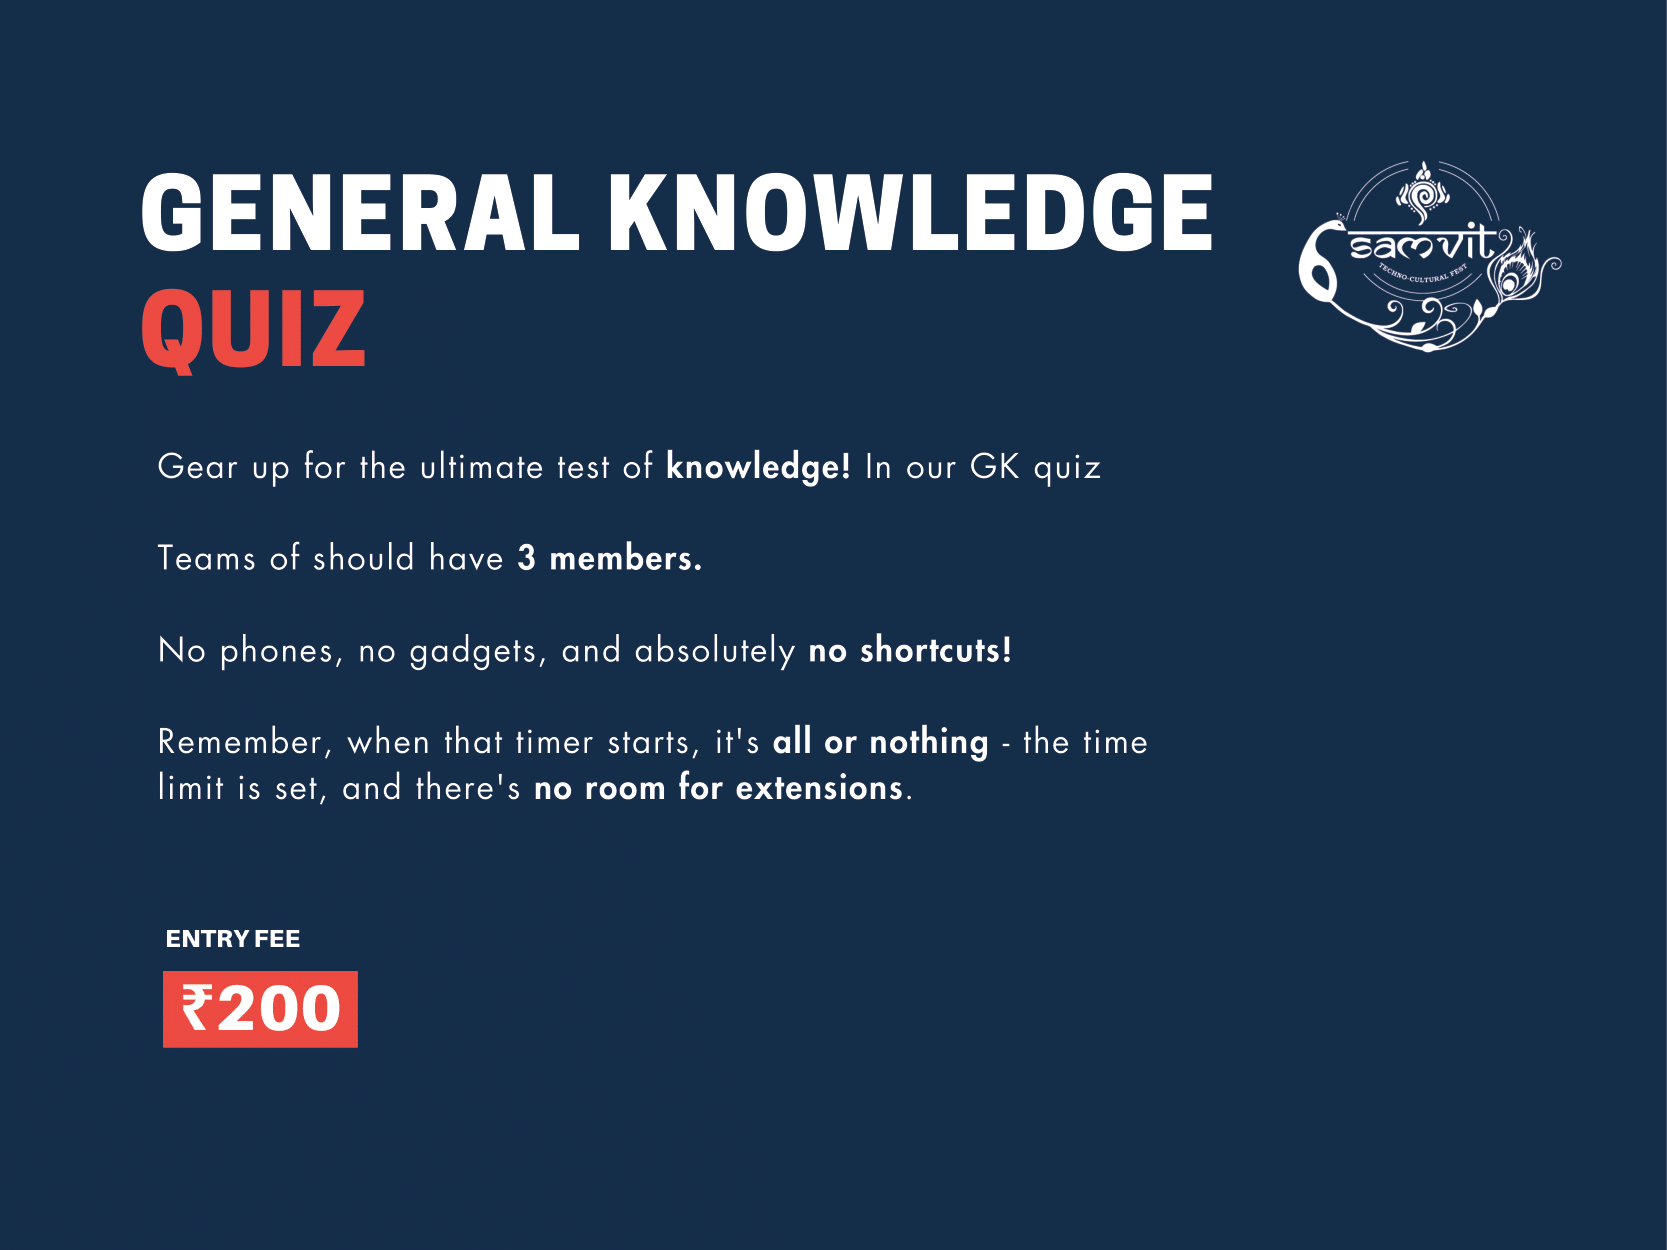 GENERAL KNOWLEDGE
QUIZ
samvit
TECHNO-CULTURAL FEST
Gear up for the ultimate test of knowledge! In our GK quiz
Teams of should have 3 members.
No phones, no gadgets, and absolutely no shortcuts!
Remember, when that timer starts, it's all or nothing - the time
limit is set, and there's no room for extensions.
ENTRY FEE
₹200